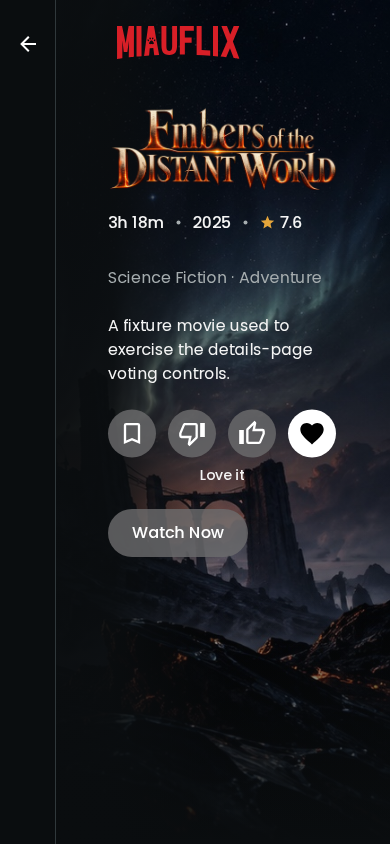 MIAUFLIX
Embers of the
DISTANT WORLD
3h 18m • 2025 • ★ 7.6
Science Fiction · Adventure
A fixture movie used to
exercise the details-page
voting controls.
Love it
Watch Now